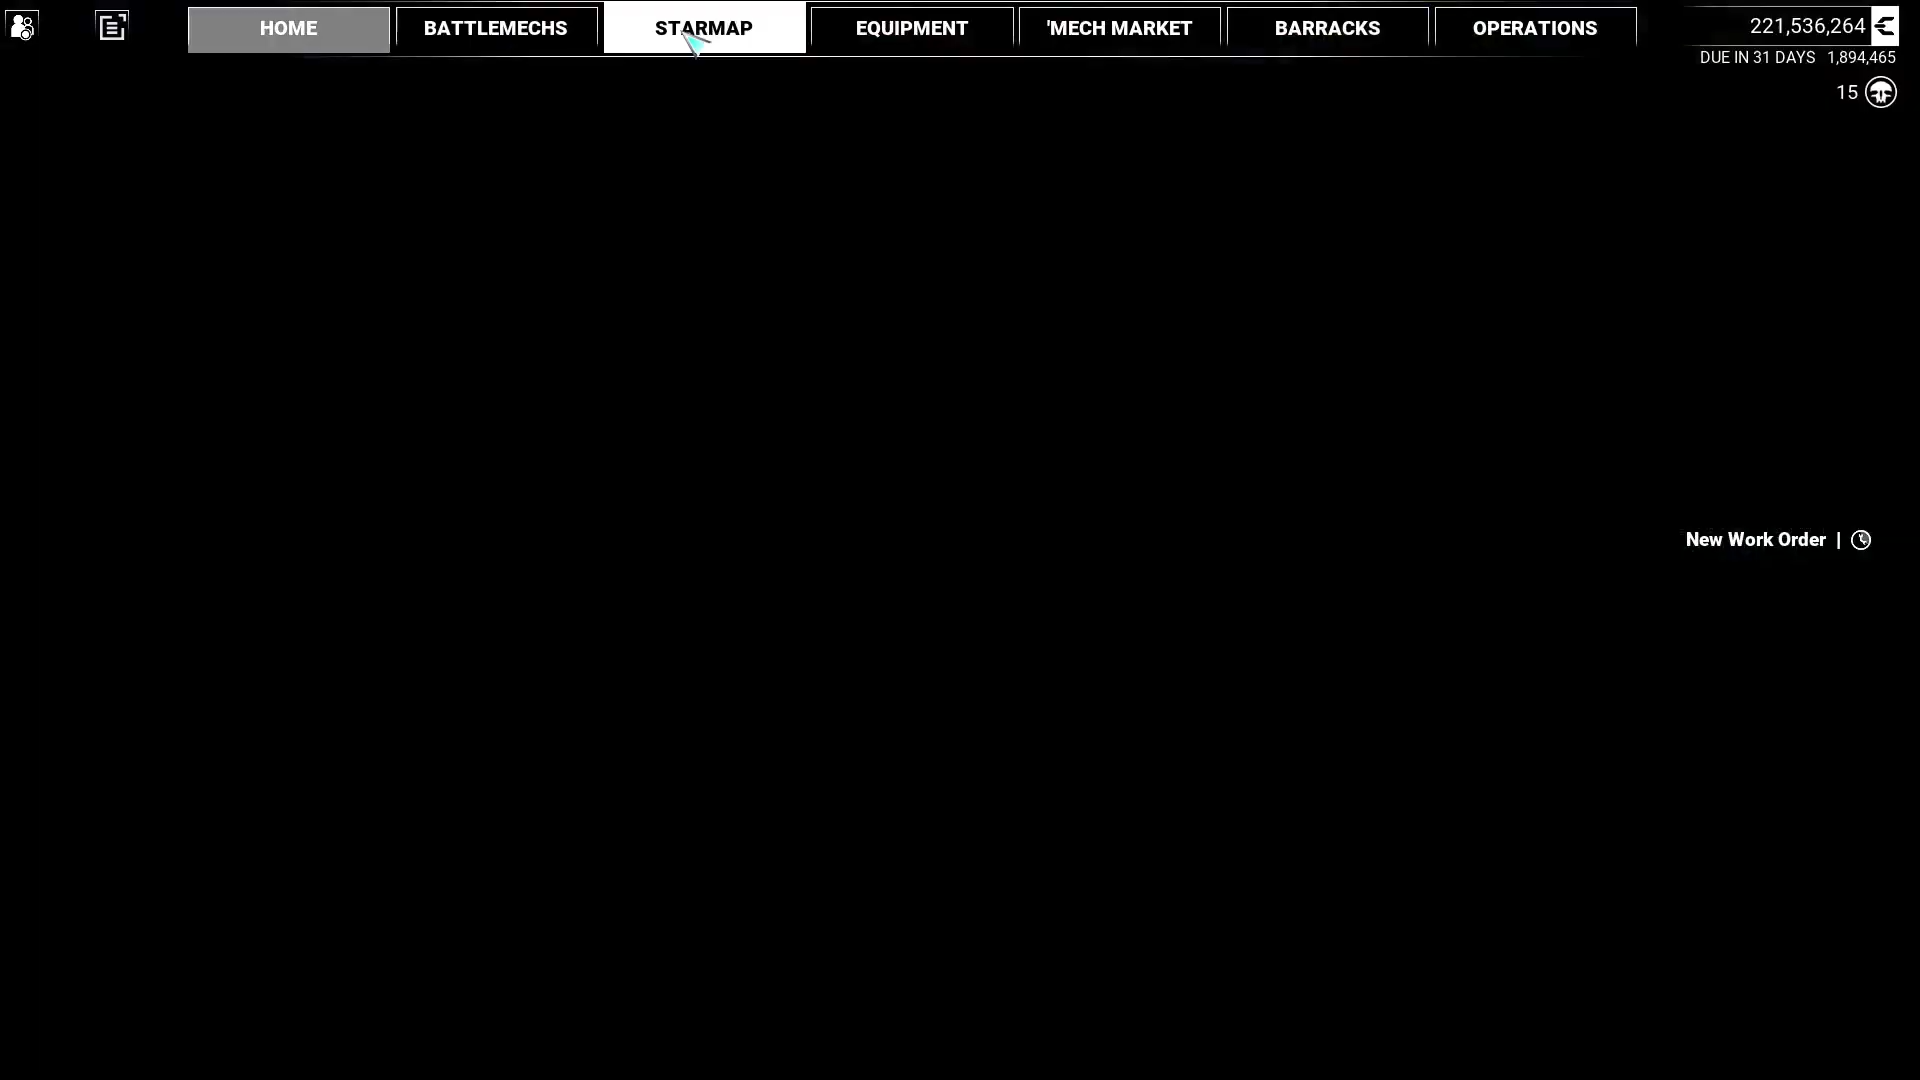 HOME
BATTLEMECHS
STARMAP
EQUIPMENT
'MECH MARKET
BARRACKS
OPERATIONS
221,536,264
DUE IN 31 DAYS 1,894,465
15
New Work Order |